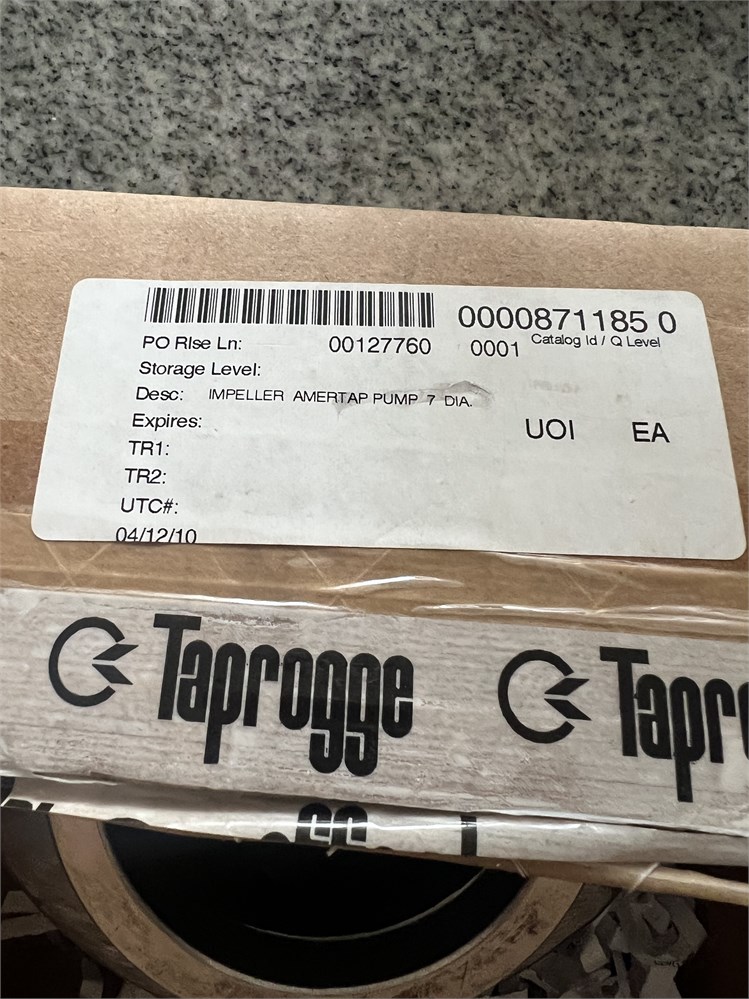 0000871185 0
PO Rlse Ln: 00127760 0001 Catalog Id / Q Level
Storage Level:
Desc: IMPELLER AMERTAP PUMP 7 DIA.
Expires: UOI EA
TR1:
TR2:
UTC#:
04/12/10
Taprogge Tapro